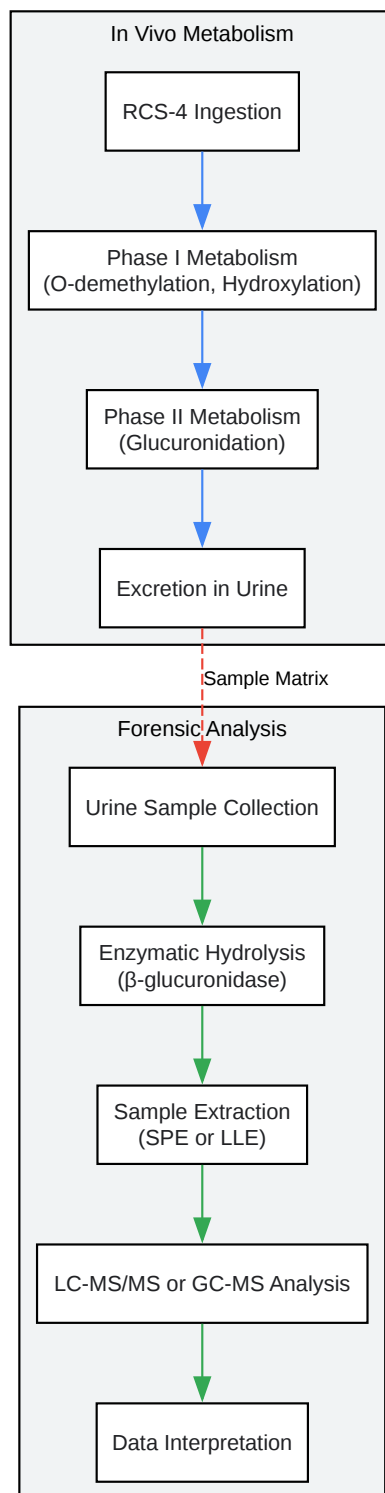 In Vivo Metabolism
RCS-4 Ingestion
Phase I Metabolism
(O-demethylation, Hydroxylation)
Phase II Metabolism
(Glucuronidation)
Excretion in Urine
Sample Matrix
Forensic Analysis
Urine Sample Collection
Enzymatic Hydrolysis
(β-glucuronidase)
Sample Extraction
(SPE or LLE)
LC-MS/MS or GC-MS Analysis
Data Interpretation